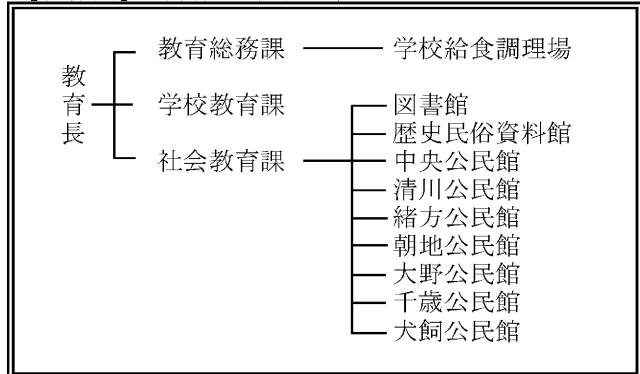 教育総務課 学校給食調理場
教育長
学校教育課 図書館
歴史民俗資料館
社会教育課 中央公民館
清川公民館
緒方公民館
朝地公民館
大野公民館
千歳公民館
犬飼公民館